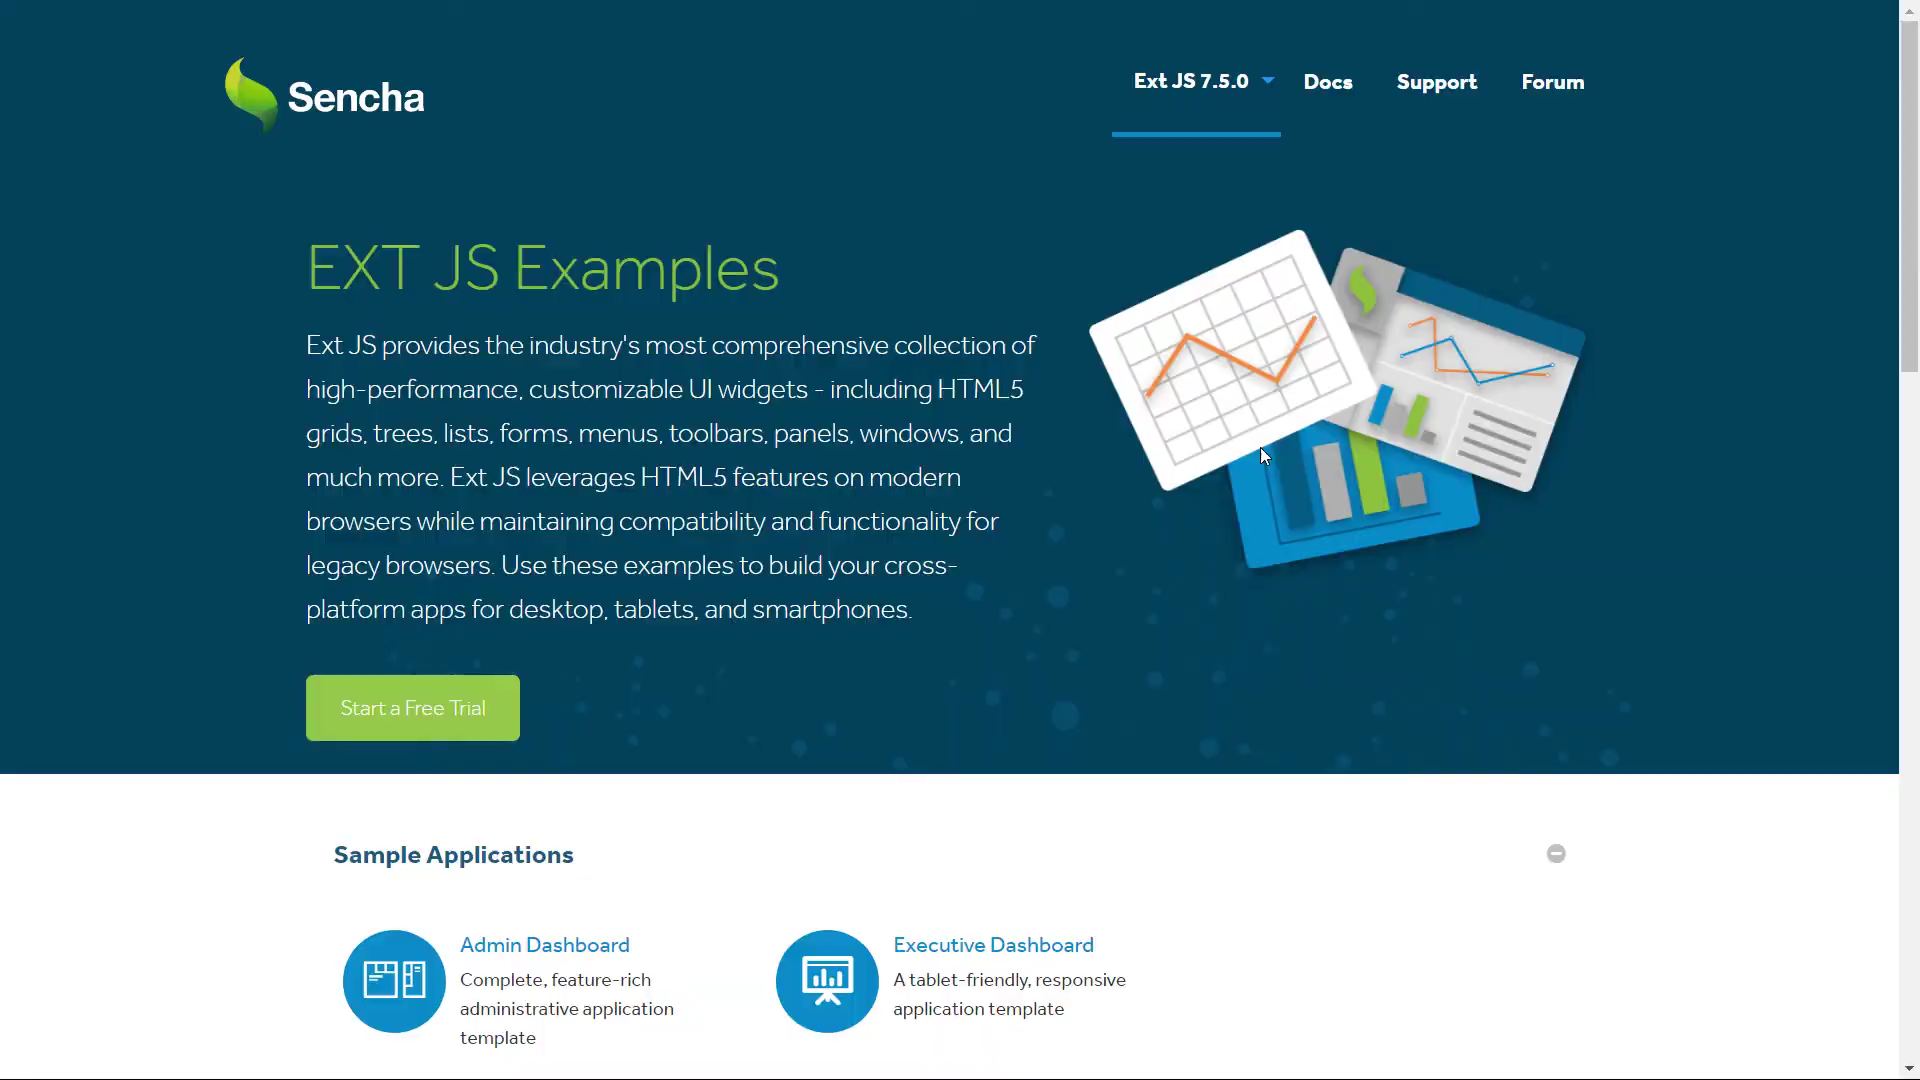 Sencha
Ext JS 7.5.0
Docs
Support
Forum
EXT JS Examples
Ext JS provides the industry's most comprehensive collection of
high-performance, customizable UI widgets - including HTML5
grids, trees, lists, forms, menus, toolbars, panels, windows, and
much more. Ext JS leverages HTML5 features on modern
browsers while maintaining compatibility and functionality for
legacy browsers. Use these examples to build your cross-
platform apps for desktop, tablets, and smartphones.
Start a Free Trial
Sample Applications
Admin Dashboard
Complete, feature-rich
administrative application
template
Executive Dashboard
A tablet-friendly, responsive
application template